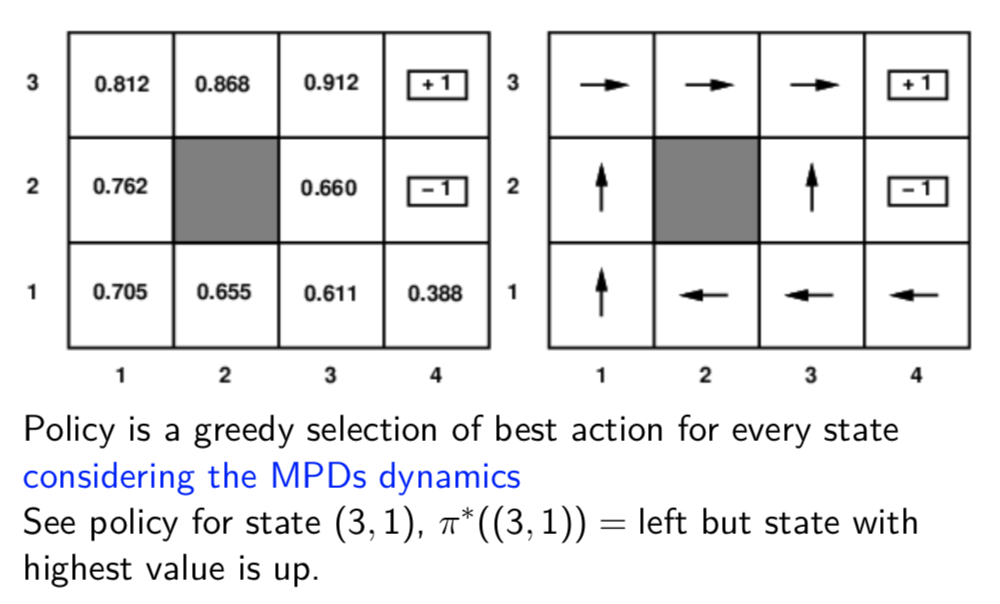 3 0.812 0.868 0.912 + 1 3 + 1
2 0.762 0.660 – 1 2 – 1
1 0.705 0.655 0.611 0.388 1
1 2 3 4 1 2 3 4
Policy is a greedy selection of best action for every state
considering the MPDs dynamics
See policy for state (3, 1), π*((3, 1)) = left but state with
highest value is up.